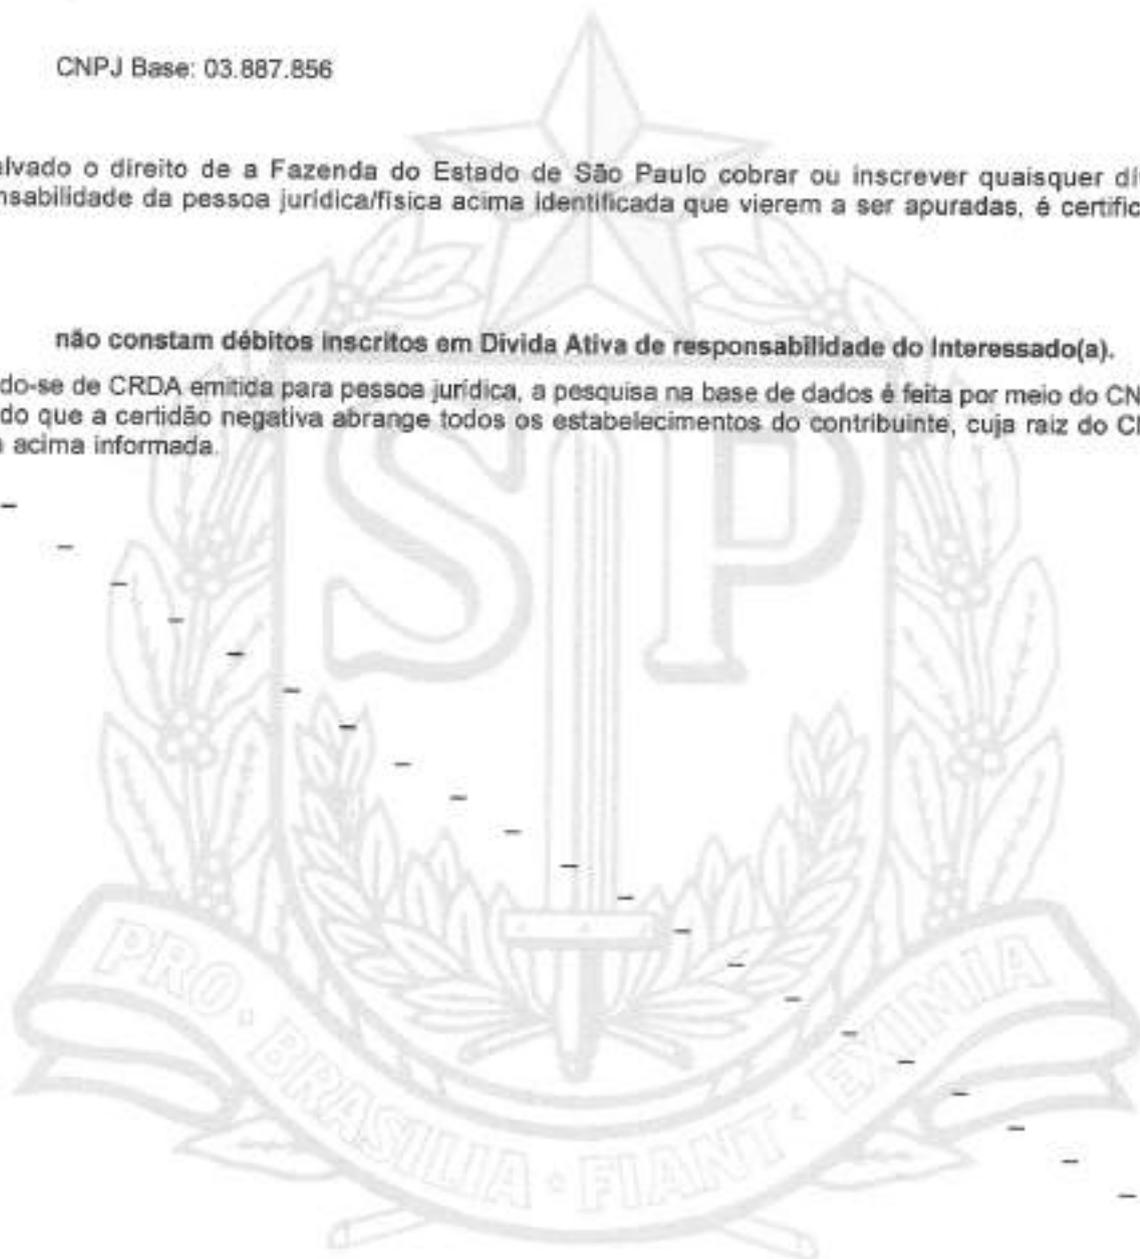 CNPJ Base: 03.887.856
alvado o direito de a Fazenda do Estado de São Paulo cobrar ou inscrever quaisquer dí
nsabilidade da pessoa jurídica/física acima identificada que vierem a ser apuradas, é certific
não constam débitos inscritos em Dívida Ativa de responsabilidade do Interessado(a).
do-se de CRDA emitida para pessoa jurídica, a pesquisa na base de dados é feita por meio do CN
do que a certidão negativa abrange todos os estabelecimentos do contribuinte, cuja raiz do CN
acima informada.
SP
PRO · BRASILIA · FIANT · EXIMIA